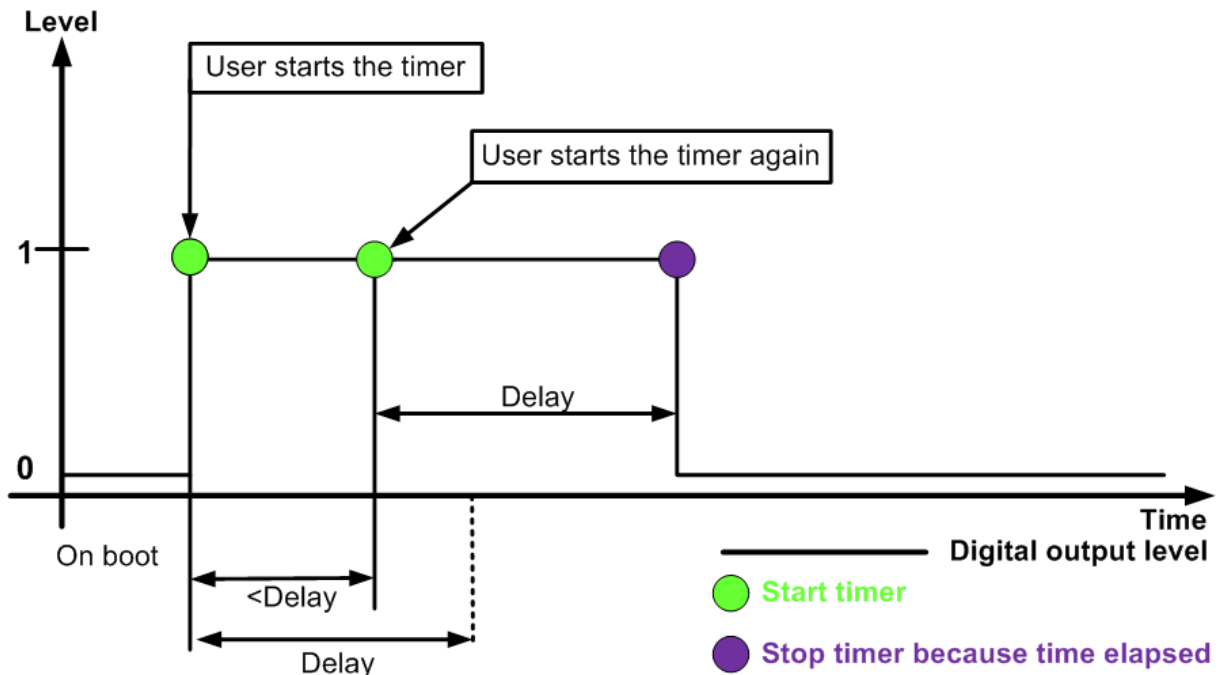 Level
User starts the timer
User starts the timer again
1
Delay
0
Time
On boot
Digital output level
<Delay
Start timer
Delay
Stop timer because time elapsed